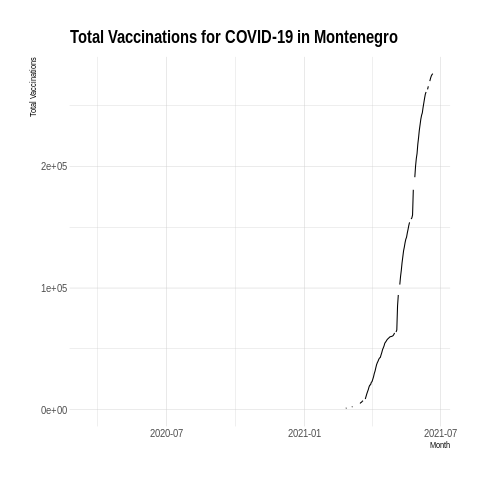 Total Vaccinations for COVID-19 in Montenegro
Total Vaccinations
2e+05
1e+05
0e+00
2020-07
2021-01
2021-07
Month